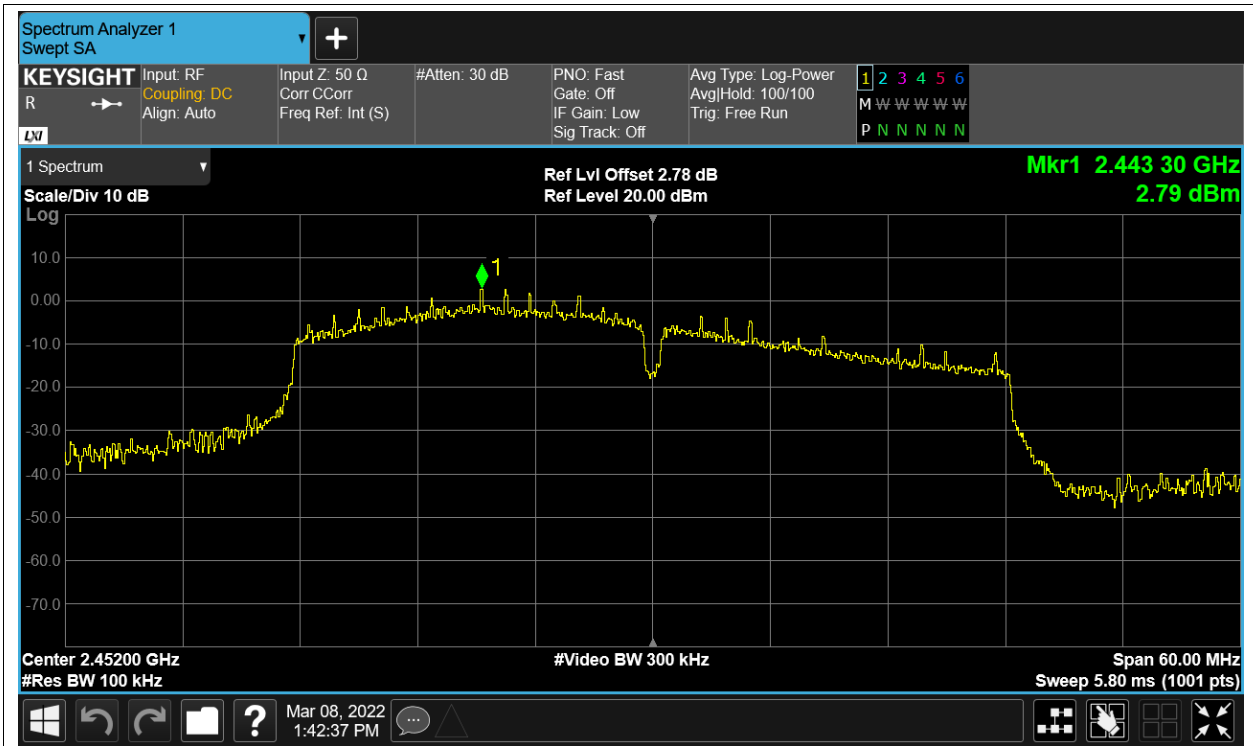 Spectrum Analyzer 1
Swept SA
KEYSIGHT
R
LXI
Input: RF
Coupling: DC
Align: Auto
Input Z: 50 Ω
Corr CCorr
Freq Ref: Int (S)
#Atten: 30 dB
PNO: Fast
Gate: Off
IF Gain: Low
Sig Track: Off
Avg Type: Log-Power
Avg|Hold: 100/100
Trig: Free Run
1 2 3 4 5 6
M W W W W W
P N N N N N
1 Spectrum
Scale/Div 10 dB
Log
Ref Lvl Offset 2.78 dB
Ref Level 20.00 dBm
Mkr1 2.443 30 GHz
2.79 dBm
1
10.0
0.00
-10.0
-20.0
-30.0
-40.0
-50.0
-60.0
-70.0
Center 2.45200 GHz
#Res BW 100 kHz
#Video BW 300 kHz
Span 60.00 MHz
Sweep 5.80 ms (1001 pts)
?
Mar 08, 2022
1:42:37 PM